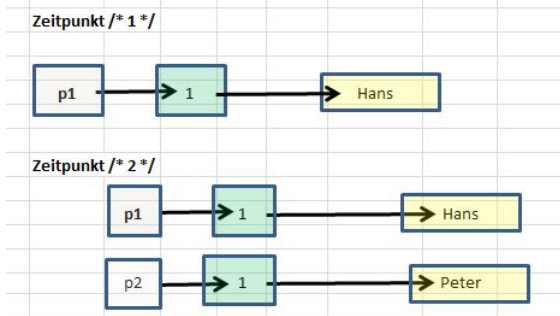 Zeitpunkt /* 1 */
p1 1 Hans
Zeitpunkt /* 2 */
p1 1 Hans
p2 1 Peter